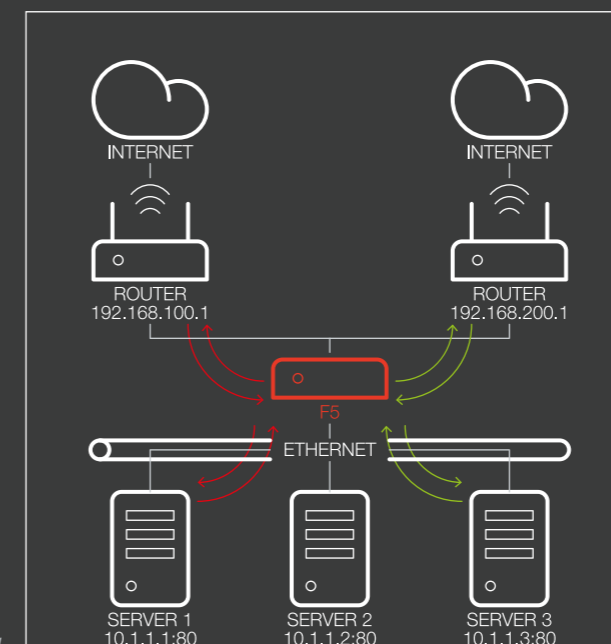 INTERNET
INTERNET
ROUTER
192.168.100.1
ROUTER
192.168.200.1
F5
ETHERNET
SERVER 1
10.1.1.1:80
SERVER 2
10.1.1.2:80
SERVER 3
10.1.1.3:80